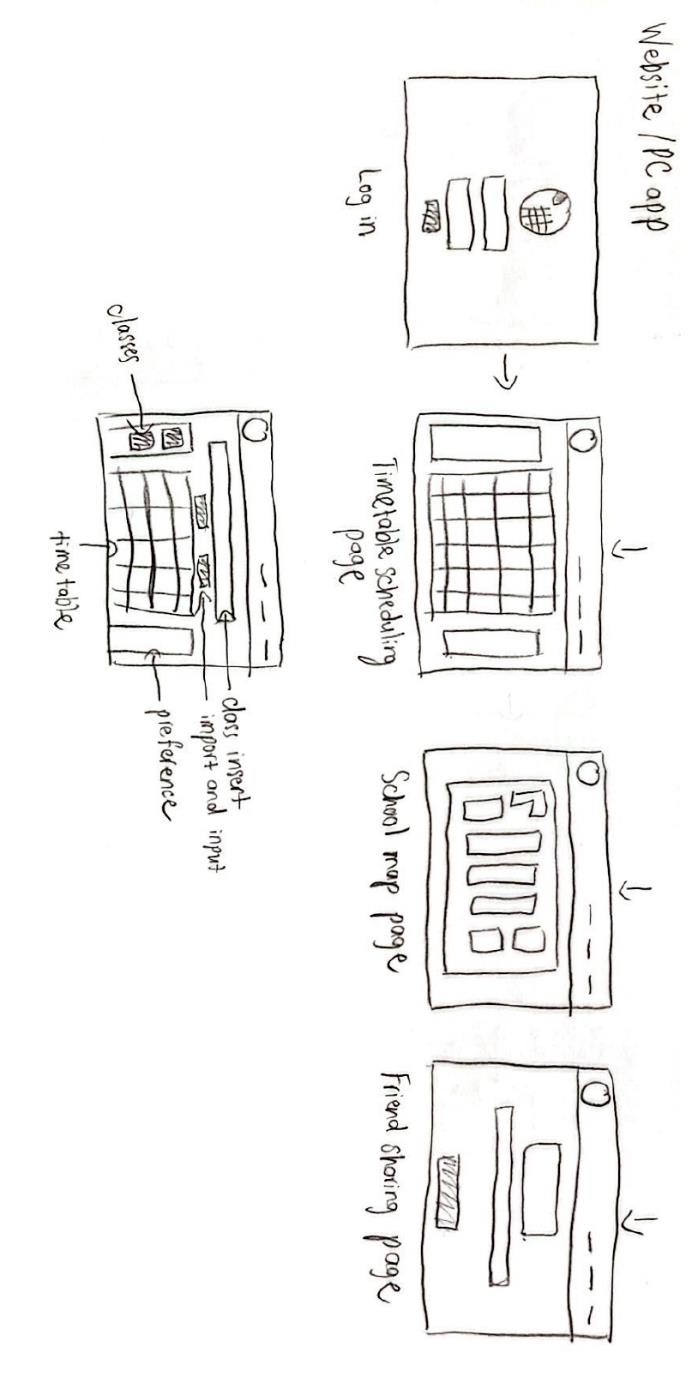 Website / PC app
Log in
Timetable scheduling
page
School map page
Friend sharing page
classes
time table
class insert
import and input
preference